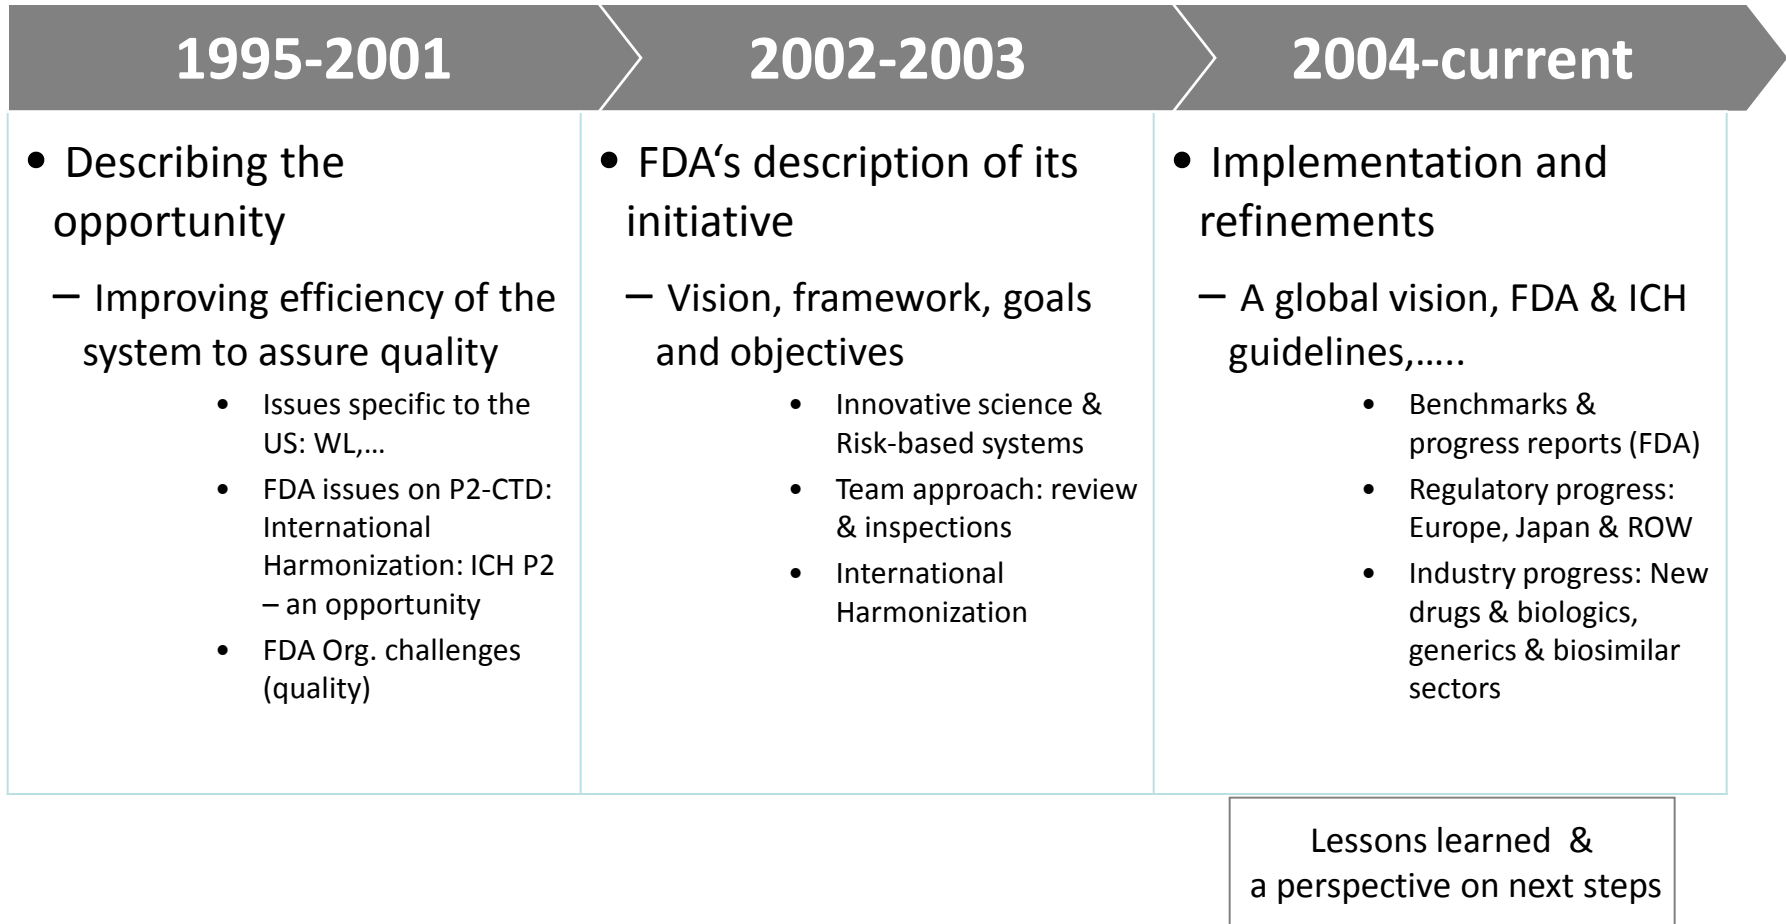 1995-2001
2002-2003
2004-current
• Describing the
opportunity
– Improving efficiency of the
system to assure quality
• Issues specific to the
US: WL,…
• FDA issues on P2-CTD:
International
Harmonization: ICH P2
– an opportunity
• FDA Org. challenges
(quality)
• FDA‘s description of its
initiative
– Vision, framework, goals
and objectives
• Innovative science &
Risk-based systems
• Team approach: review
& inspections
• International
Harmonization
• Implementation and
refinements
– A global vision, FDA & ICH
guidelines,…..
• Benchmarks &
progress reports (FDA)
• Regulatory progress:
Europe, Japan & ROW
• Industry progress: New
drugs & biologics,
generics & biosimilar
sectors
Lessons learned &
a perspective on next steps